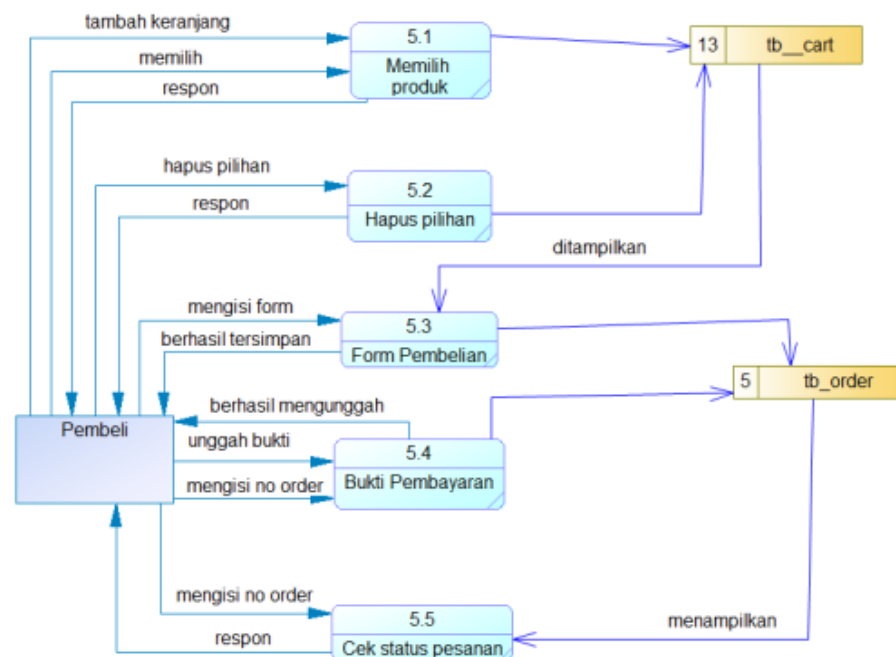 tambah keranjang
5.1
13
tb__cart
memilih
Memilih
produk
respon
hapus pilihan
5.2
respon
Hapus pilihan
ditampilkan
mengisi form
5.3
berhasil tersimpan
Form Pembelian
5
tb_order
berhasil mengunggah
Pembeli
unggah bukti
5.4
Bukti Pembayaran
mengisi no order
mengisi no order
5.5
menampilkan
respon
Cek status pesanan